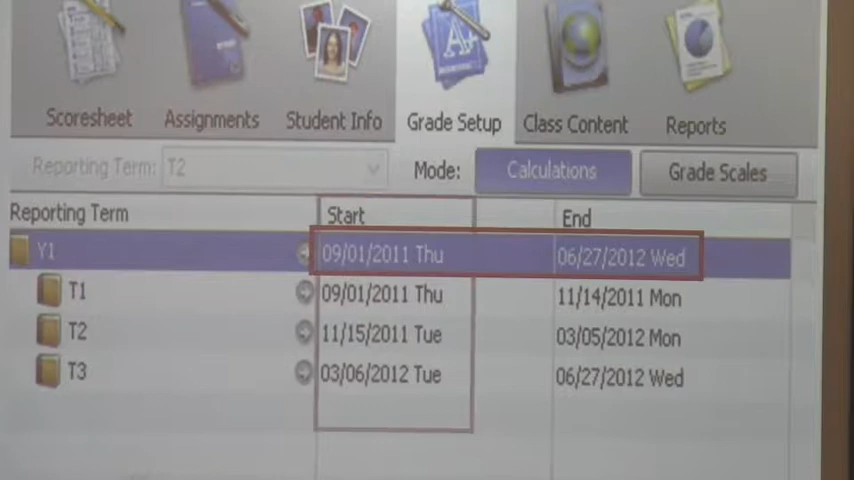 Scoresheet Assignments Student Info Grade Setup Class Content Reports
Reporting Term: T2 Mode: Calculations Grade Scales
Reporting Term Start End
Y1 09/01/2011 Thu 06/27/2012 Wed
T1 09/01/2011 Thu 11/14/2011 Mon
T2 11/15/2011 Tue 03/05/2012 Mon
T3 03/06/2012 Tue 06/27/2012 Wed